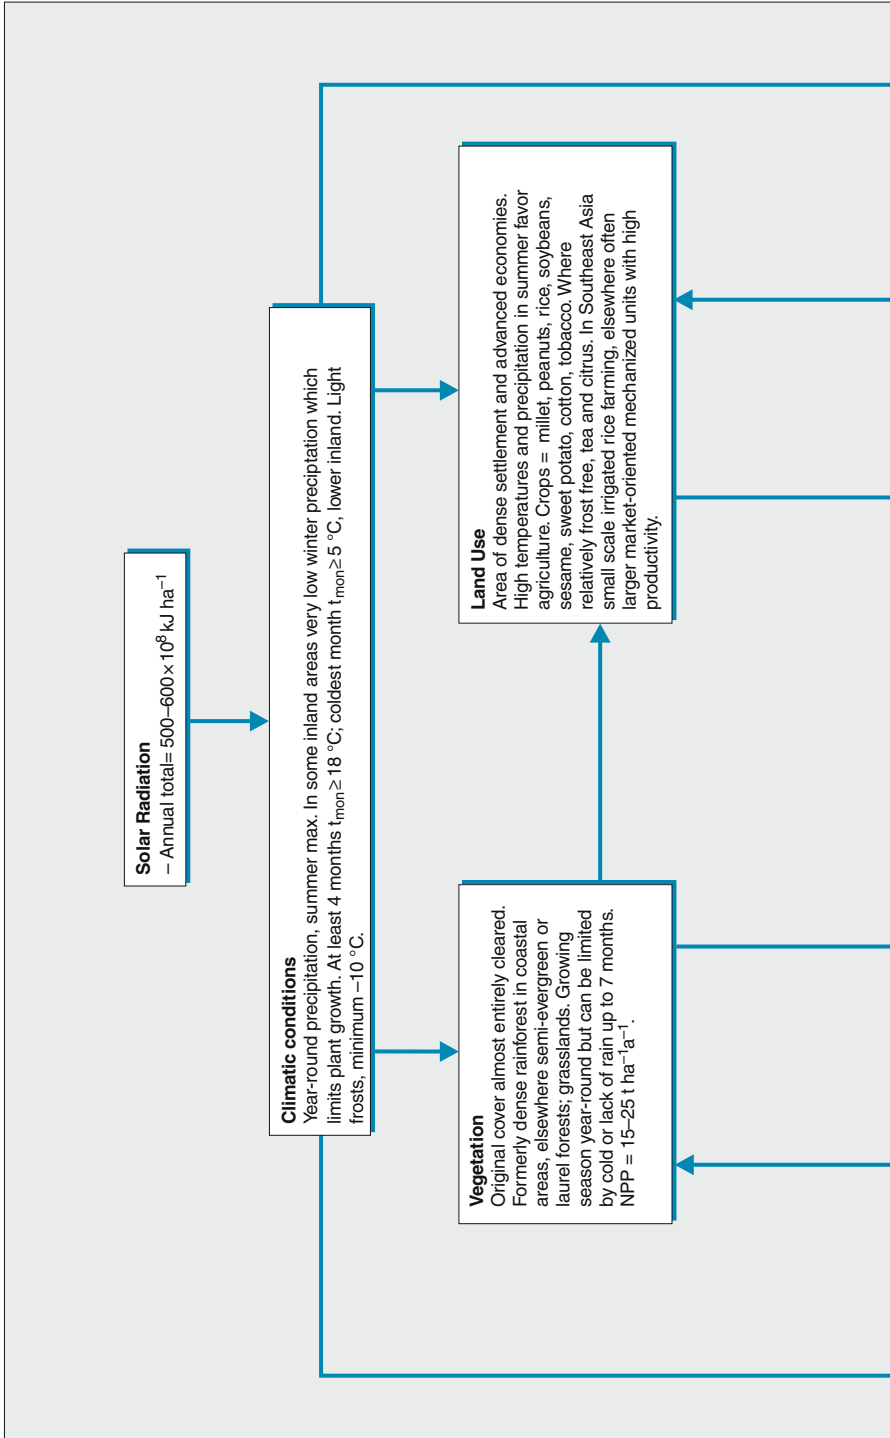 Solar Radiation
– Annual total= 500–600×10⁸ kJ ha⁻¹
Climatic conditions
Year-round precipitation, summer max. In some inland areas very low winter preciptation which
limits plant growth. At least 4 months tₘₒₙ≥ 18 °C; coldest month tₘₒₙ≥ 5 °C, lower inland. Light
frosts, minimum –10 °C.
Vegetation
Original cover almost entirely cleared.
Formerly dense rainforest in coastal
areas, elsewhere semi-evergreen or
laurel forests; grasslands. Growing
season year-round but can be limited
by cold or lack of rain up to 7 months.
NPP = 15–25 t ha⁻¹a⁻¹.
Land Use
Area of dense settlement and advanced economies.
High temperatures and precipitation in summer favor
agriculture. Crops = millet, peanuts, rice, soybeans,
sesame, sweet potato, cotton, tobacco. Where
relatively frost free, tea and citrus. In Southeast Asia
small scale irrigated rice farming, elsewhere often
larger market-oriented mechanized units with high
productivity.